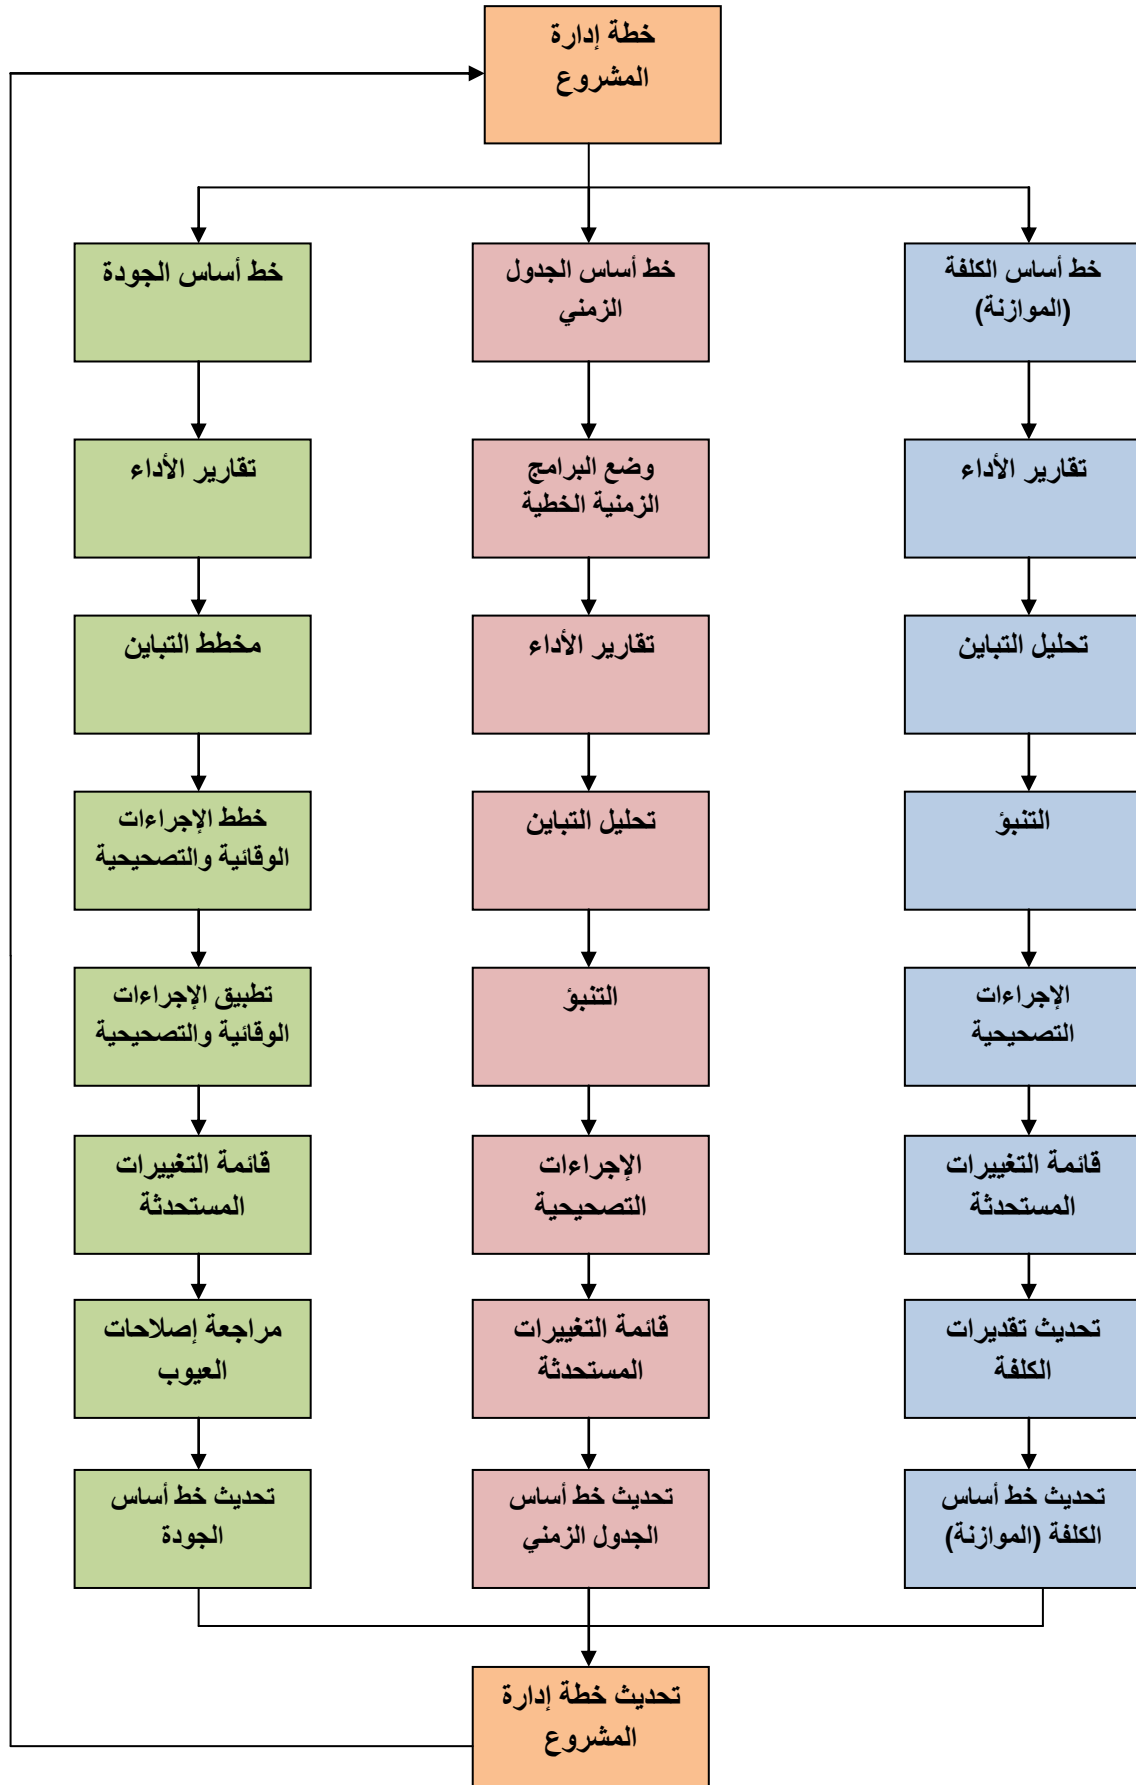 خطة إدارة
المشروع
خط أساس الكلفة
(الموازنة)
خط أساس الجدول
الزمني
خط أساس الجودة
تقارير الأداء
وضع البرامج
الزمنية الخطية
تقارير الأداء
تحليل التباين
تقارير الأداء
مخطط التباين
التنبؤ
تحليل التباين
خطط الإجراءات
الوقائية والتصحيحية
الإجراءات
التصحيحية
التنبؤ
تطبيق الإجراءات
الوقائية والتصحيحية
قائمة التغييرات
المستحدثة
الإجراءات
التصحيحية
قائمة التغييرات
المستحدثة
تحديث تقديرات
الكلفة
قائمة التغييرات
المستحدثة
مراجعة إصلاحات
العيوب
تحديث خط أساس
الكلفة (الموازنة)
تحديث خط أساس
الجدول الزمني
تحديث خط أساس
الجودة
تحديث خطة إدارة
المشروع